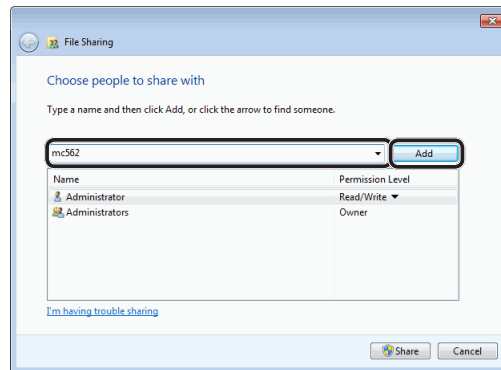 File Sharing
Choose people to share with
Type a name and then click Add, or click the arrow to find someone.
mc562 Add
Name Permission Level
Administrator Read/Write
Administrators Owner
I'm having trouble sharing
Share Cancel